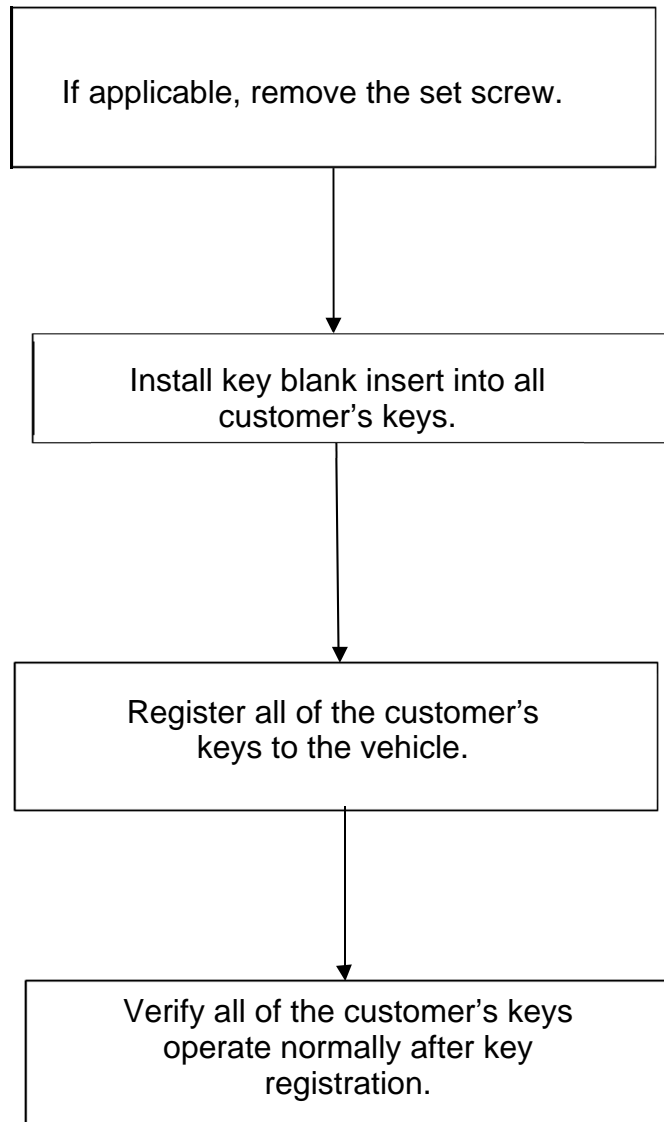 If applicable, remove the set screw.
Install key blank insert into all
customer’s keys.
Register all of the customer’s
keys to the vehicle.
Verify all of the customer’s keys
operate normally after key
registration.